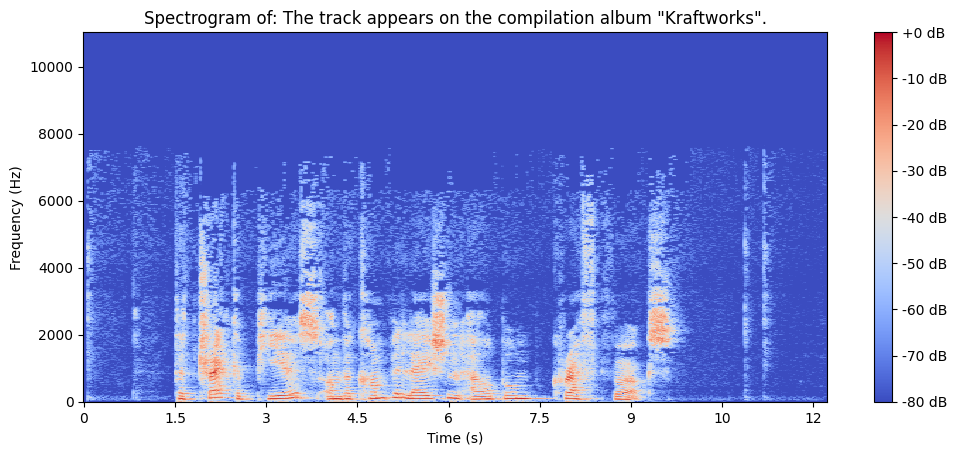 Spectrogram of: The track appears on the compilation album "Kraftworks".
10000
8000
6000
4000
2000
0
Frequency (Hz)
0 1.5 3 4.5 6 7.5 9 10 12
Time (s)
+0 dB
-10 dB
-20 dB
-30 dB
-40 dB
-50 dB
-60 dB
-70 dB
-80 dB